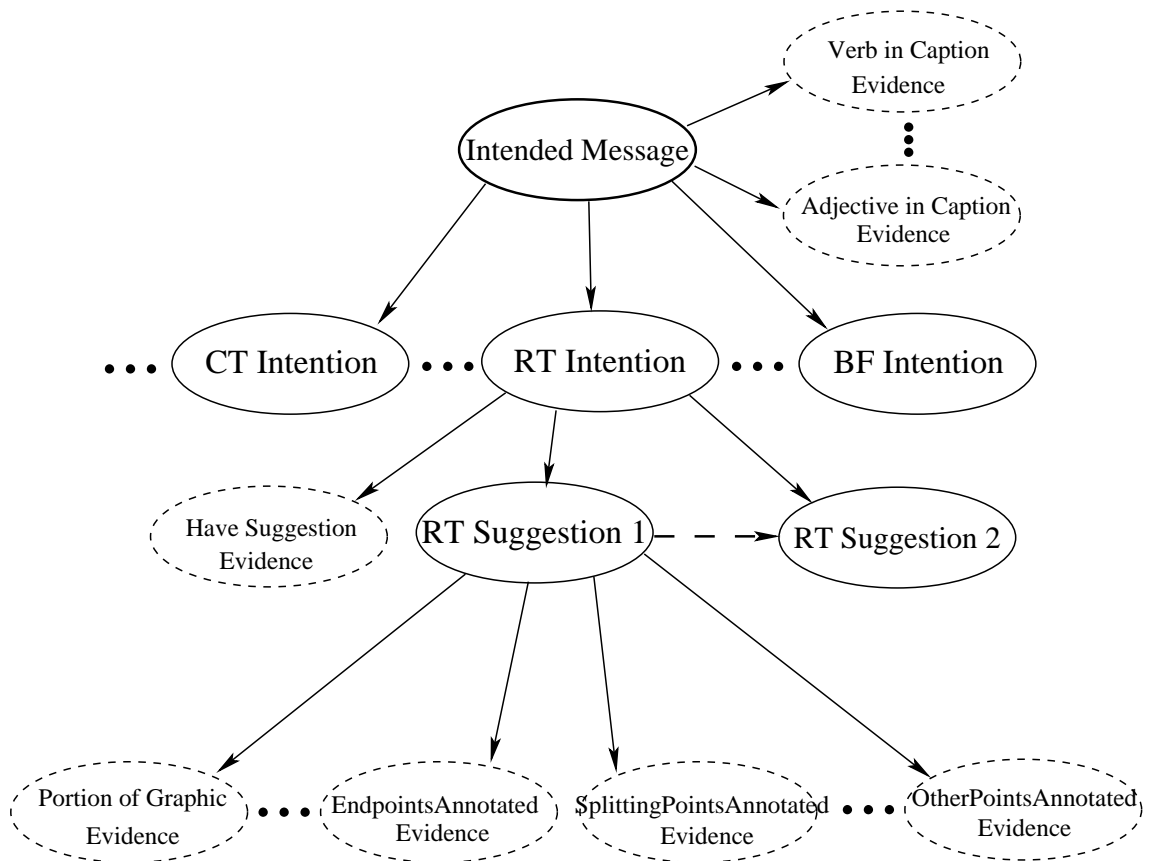 Verb in Caption
Evidence
Intended Message
Adjective in Caption
Evidence
CT Intention
RT Intention
BF Intention
Have Suggestion
Evidence
RT Suggestion 1
RT Suggestion 2
Portion of Graphic
Evidence
EndpointsAnnotated
Evidence
SplittingPointsAnnotated
Evidence
OtherPointsAnnotated
Evidence